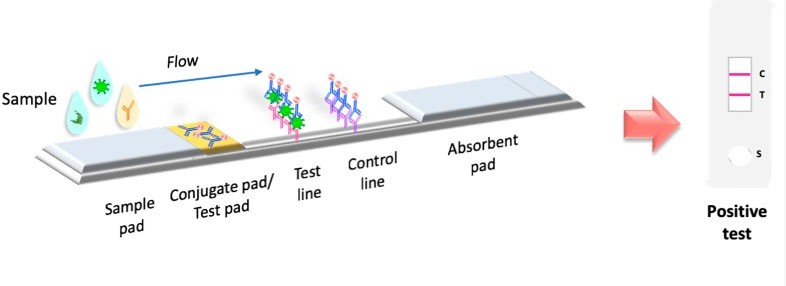 Flow
Sample
C
T
S
Sample
pad
Conjugate pad/
Test pad
Test
line
Control
line
Absorbent
pad
Positive
test